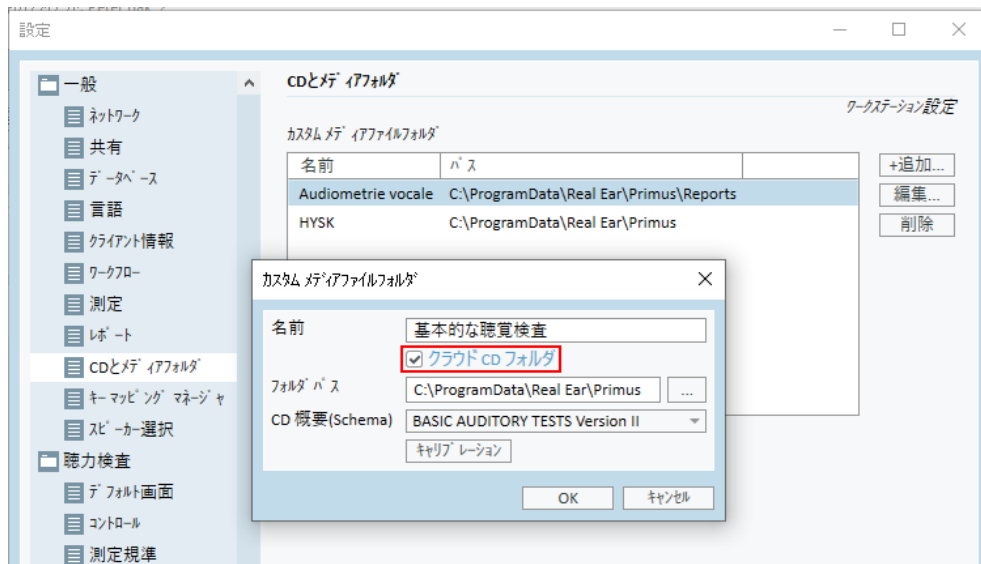 設定
一般
ネットワーク
共有
データベース
言語
クライアント情報
ワークフロー
測定
レポート
CDとメディアフォルダ
キーマッピング マネージャ
スピーカー選択
聴力検査
デフォルト画面
コントロール
測定規準
CDとメディアフォルダ
ワークステーション設定
カスタム メディアファイルフォルダ
名前 パス
Audiometrie vocale C:\ProgramData\Real Ear\Primus\Reports
HYSK C:\ProgramData\Real Ear\Primus
+追加...
編集...
削除
カスタム メディアファイルフォルダ
名前 基本的な聴覚検査
クラウド CD フォルダ
フォルダ パス C:\ProgramData\Real Ear\Primus ...
CD 概要(Schema) BASIC AUDITORY TESTS Version II
キャリブレーション
OK キャンセル